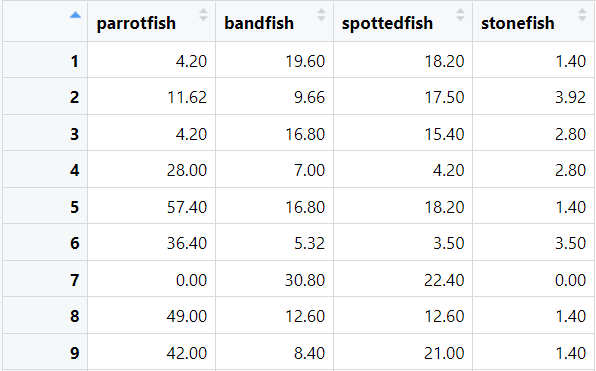 parrotfish bandfish spottedfish stonefish
1 4.20 19.60 18.20 1.40
2 11.62 9.66 17.50 3.92
3 4.20 16.80 15.40 2.80
4 28.00 7.00 4.20 2.80
5 57.40 16.80 18.20 1.40
6 36.40 5.32 3.50 3.50
7 0.00 30.80 22.40 0.00
8 49.00 12.60 12.60 1.40
9 42.00 8.40 21.00 1.40